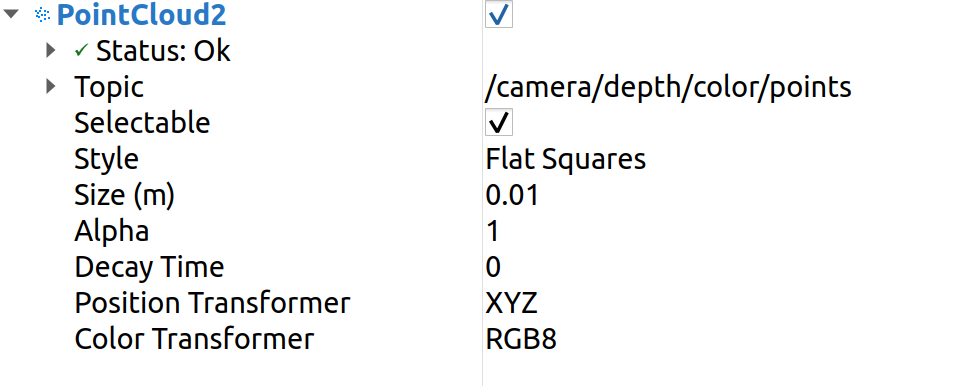 PointCloud2
Status: Ok
Topic /camera/depth/color/points
Selectable
Style Flat Squares
Size (m) 0.01
Alpha 1
Decay Time 0
Position Transformer XYZ
Color Transformer RGB8